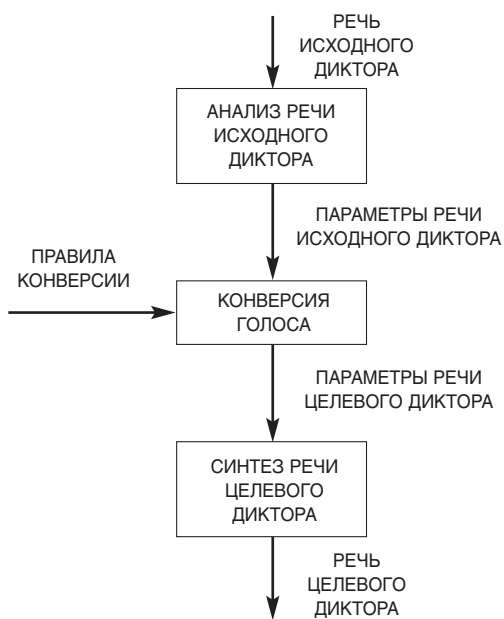 РЕЧЬ
ИСХОДНОГО
ДИКТОРА
АНАЛИЗ РЕЧИ
ИСХОДНОГО
ДИКТОРА
ПАРАМЕТРЫ РЕЧИ
ИСХОДНОГО ДИКТОРА
ПРАВИЛА
КОНВЕРСИИ
КОНВЕРСИЯ
ГОЛОСА
ПАРАМЕТРЫ РЕЧИ
ЦЕЛЕВОГО ДИКТОРА
СИНТЕЗ РЕЧИ
ЦЕЛЕВОГО
ДИКТОРА
РЕЧЬ
ЦЕЛЕВОГО
ДИКТОРА